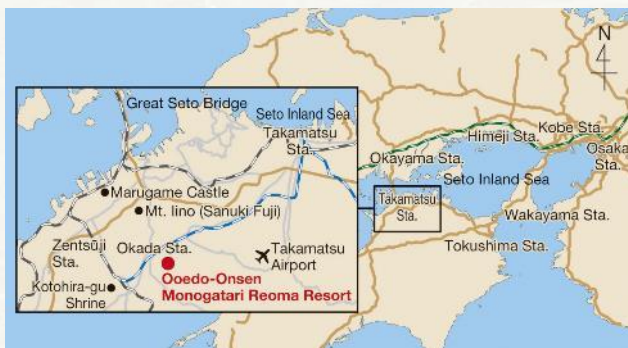 N
Great Seto Bridge
Seto Inland Sea
Takamatsu
Sta.
Marugame Castle
Mt. Iino (Sanuki Fuji)
Zentsūji
Sta.
Okada Sta.
Takamatsu
Airport
Kotohira-gu
Shrine
Ooedo-Onsen
Monogatari Reoma Resort
Himeji Sta.
Kobe Sta.
Osaka
Sta.
Okayama Sta.
Seto Inland Sea
Takamatsu
Sta.
Wakayama Sta.
Tokushima Sta.